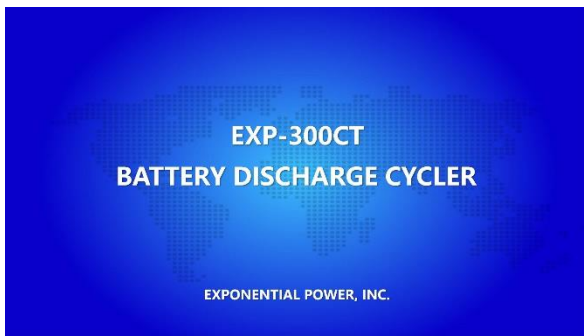 EXP-300CT
BATTERY DISCHARGE CYCLER
EXPONENTIAL POWER, INC.